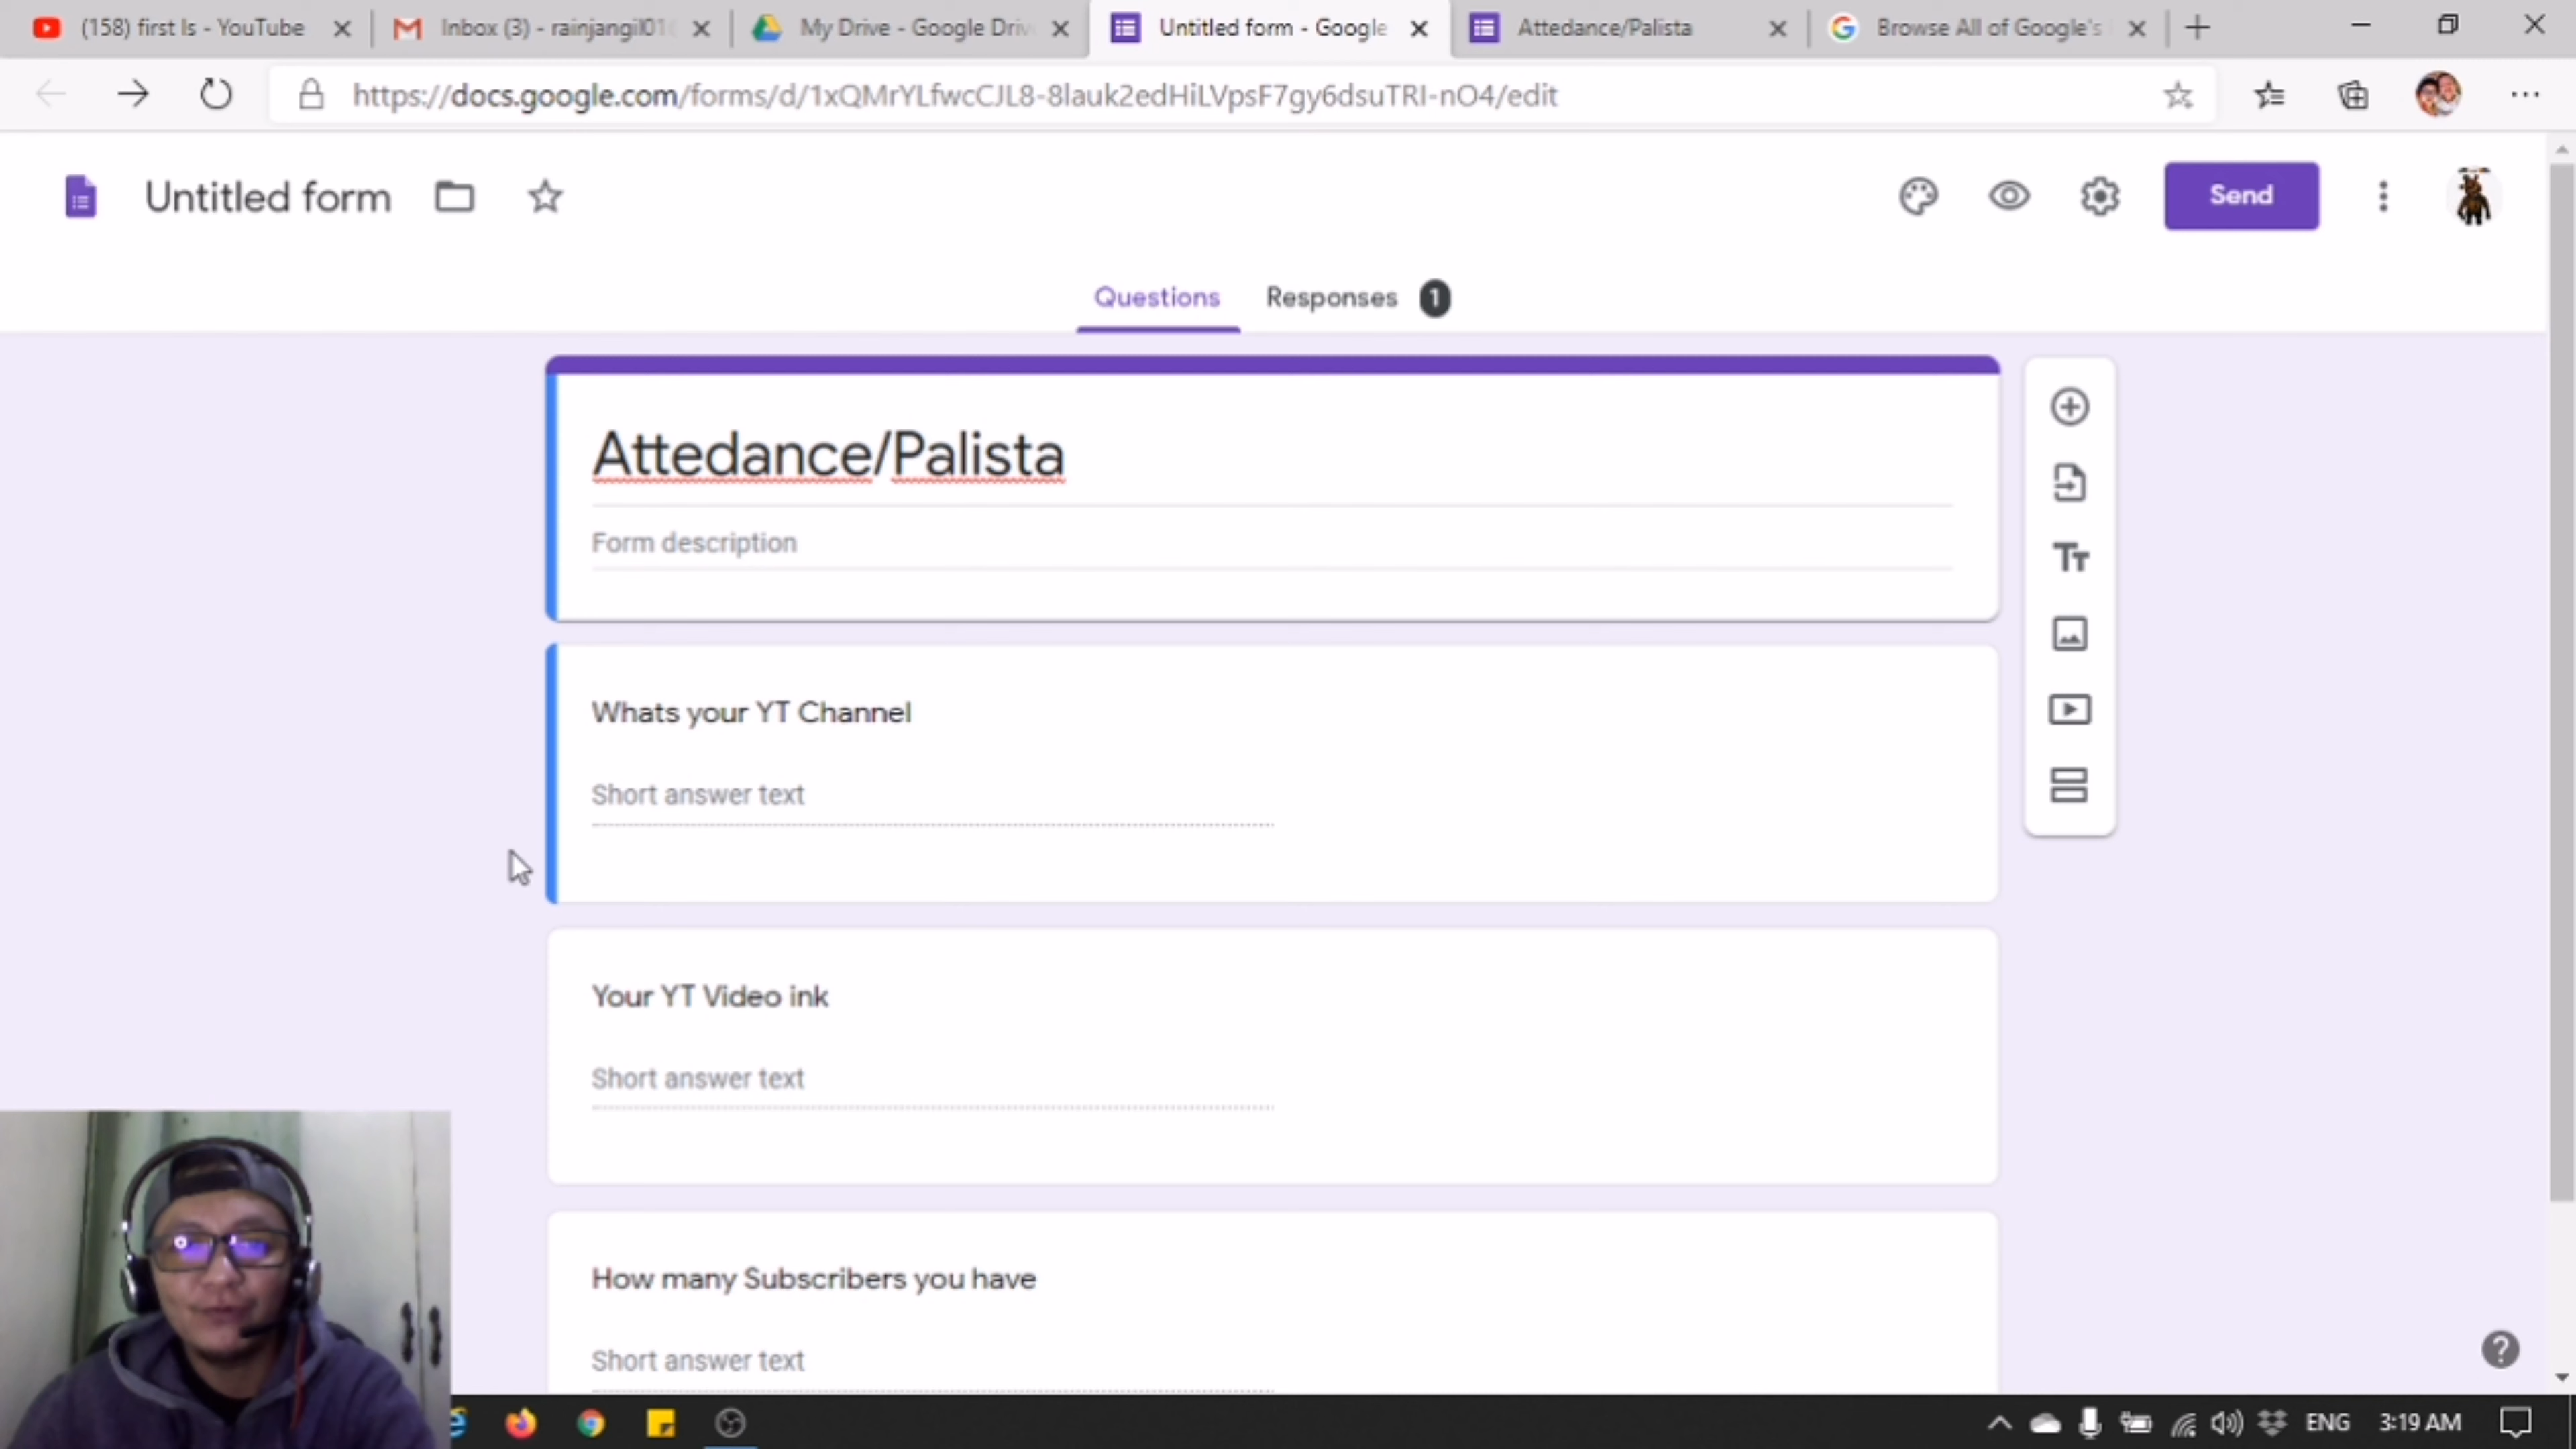 (158) first ls - YouTube
Inbox (3) - rainjangil01
My Drive - Google Driv
Untitled form - Google
Attedance/Palista
Browse All of Google's
https://docs.google.com/forms/d/1xQMrYLfwcCJL8-8lauk2edHiLVpsF7gy6dsuTRI-nO4/edit
Untitled form
Send
Questions
Responses 1
Attedance/Palista
Form description
Tт
Whats your YT Channel
Short answer text
Your YT Video ink
Short answer text
How many Subscribers you have
Short answer text
ENG
3:19 AM